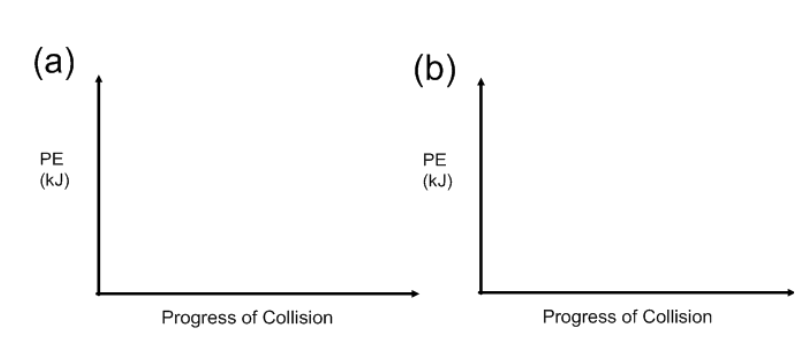 (a)
PE
(kJ)
Progress of Collision
(b)
PE
(kJ)
Progress of Collision